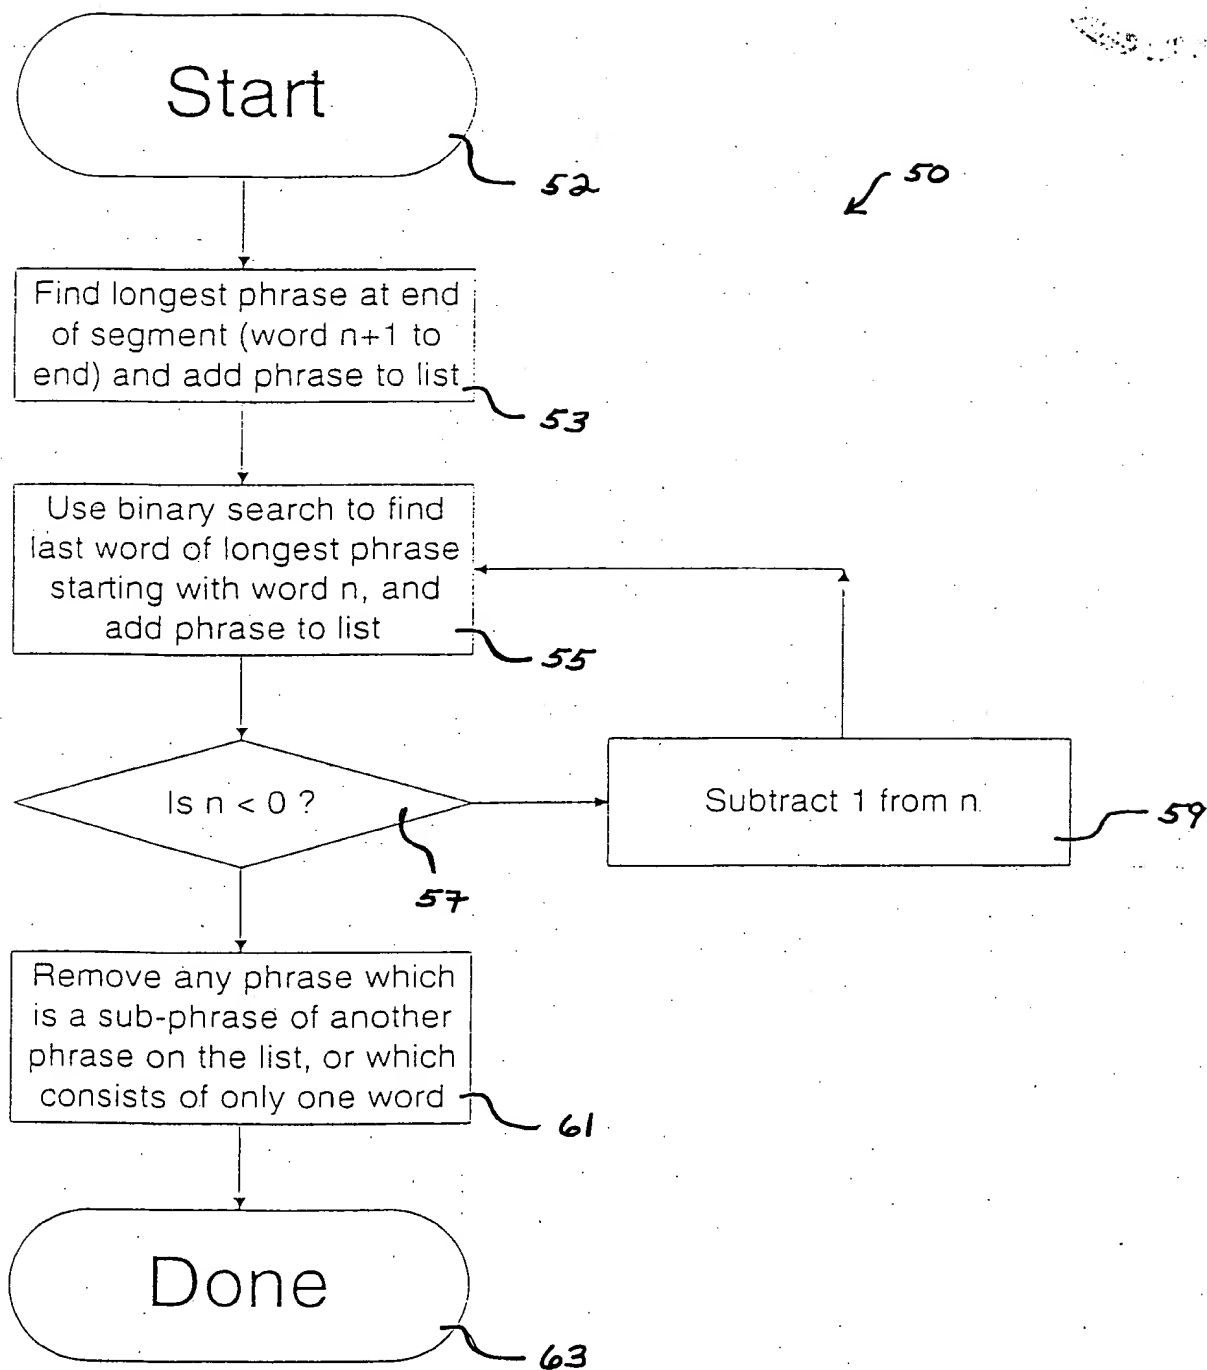 Start
52
50
Find longest phrase at end
of segment (word n+1 to
end) and add phrase to list
53
Use binary search to find
last word of longest phrase
starting with word n, and
add phrase to list
55
Is n < 0 ?
57
Subtract 1 from n
59
Remove any phrase which
is a sub-phrase of another
phrase on the list, or which
consists of only one word
61
Done
63